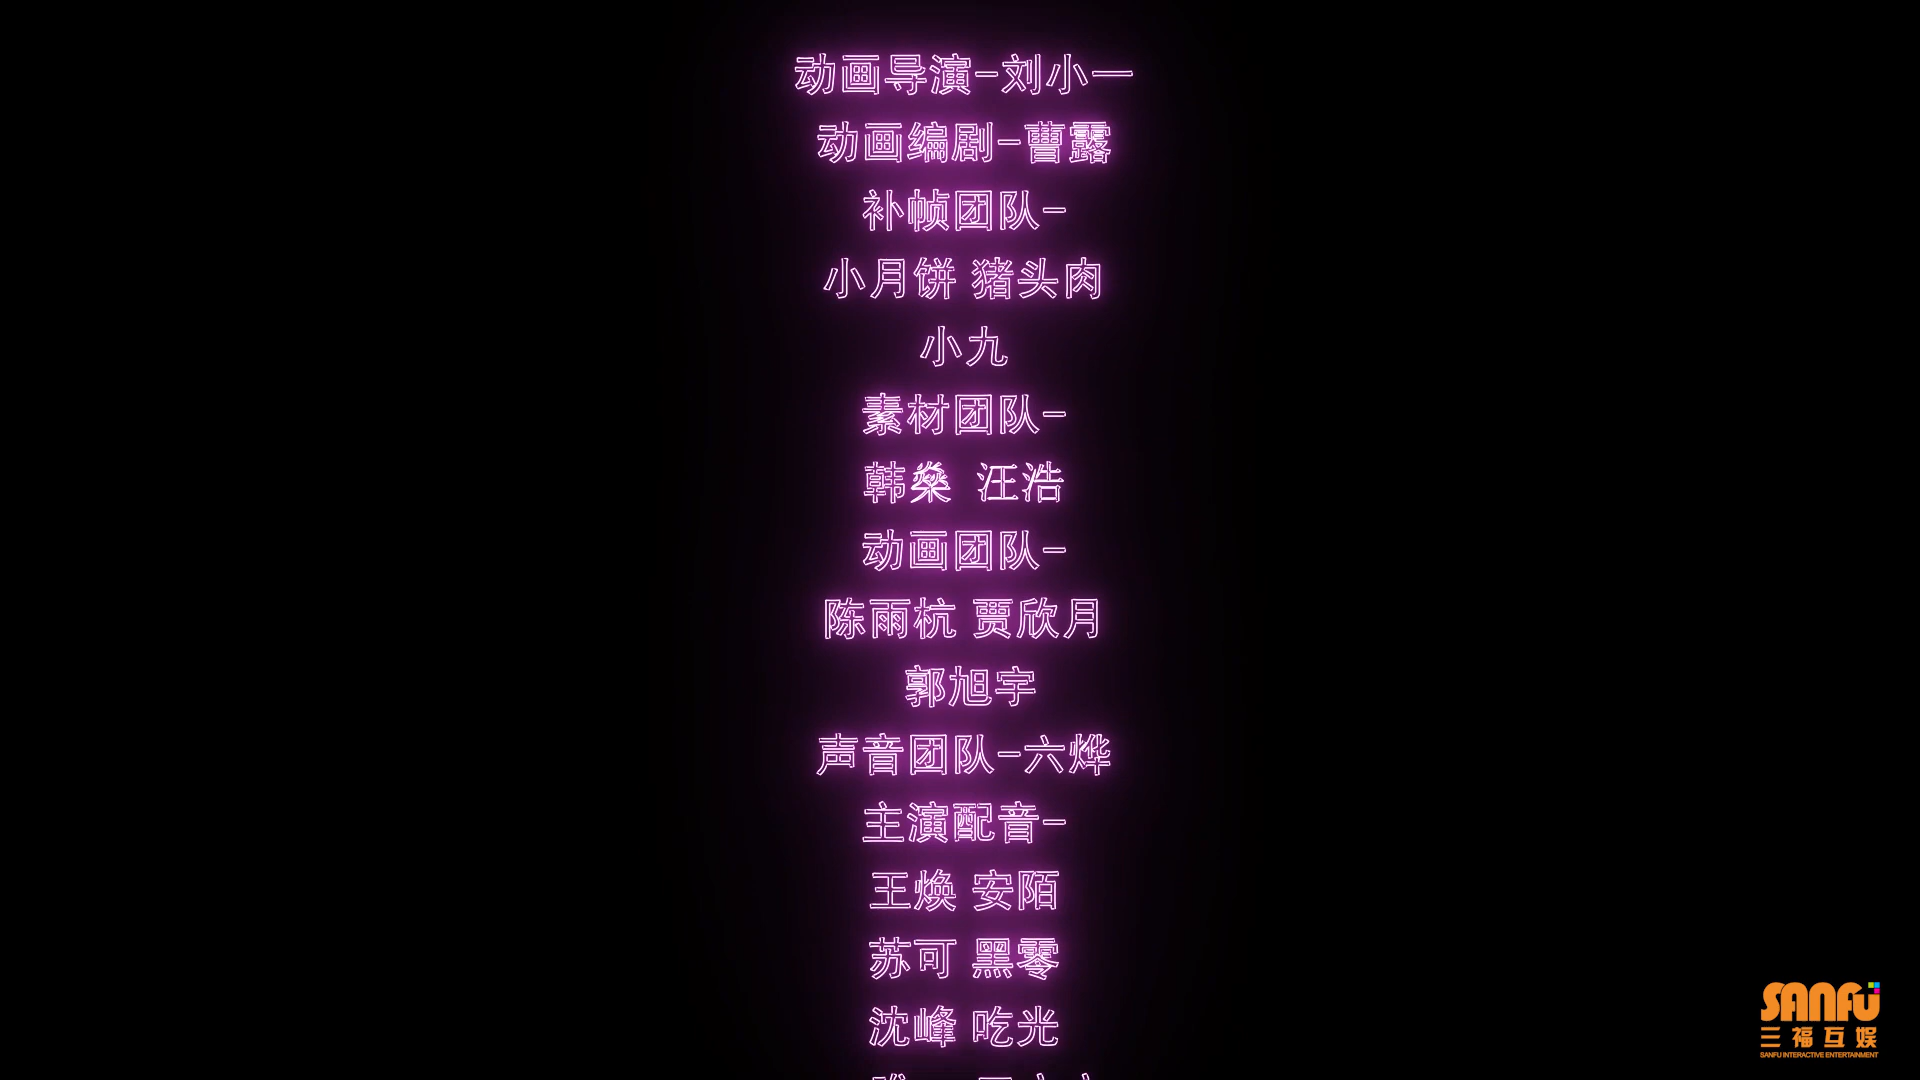 动画导演-刘小一
动画编剧-曹露
补帧团队-
小月饼 猪头肉
小九
素材团队-
韩燊 汪浩
动画团队-
陈雨杭 贾欣月
郭旭宇
声音团队-六烨
主演配音-
王焕 安陌
苏可 黑零
沈峰 吃光
SANFU
三福互娱
SANFU INTERACTIVE ENTERTAINMENT